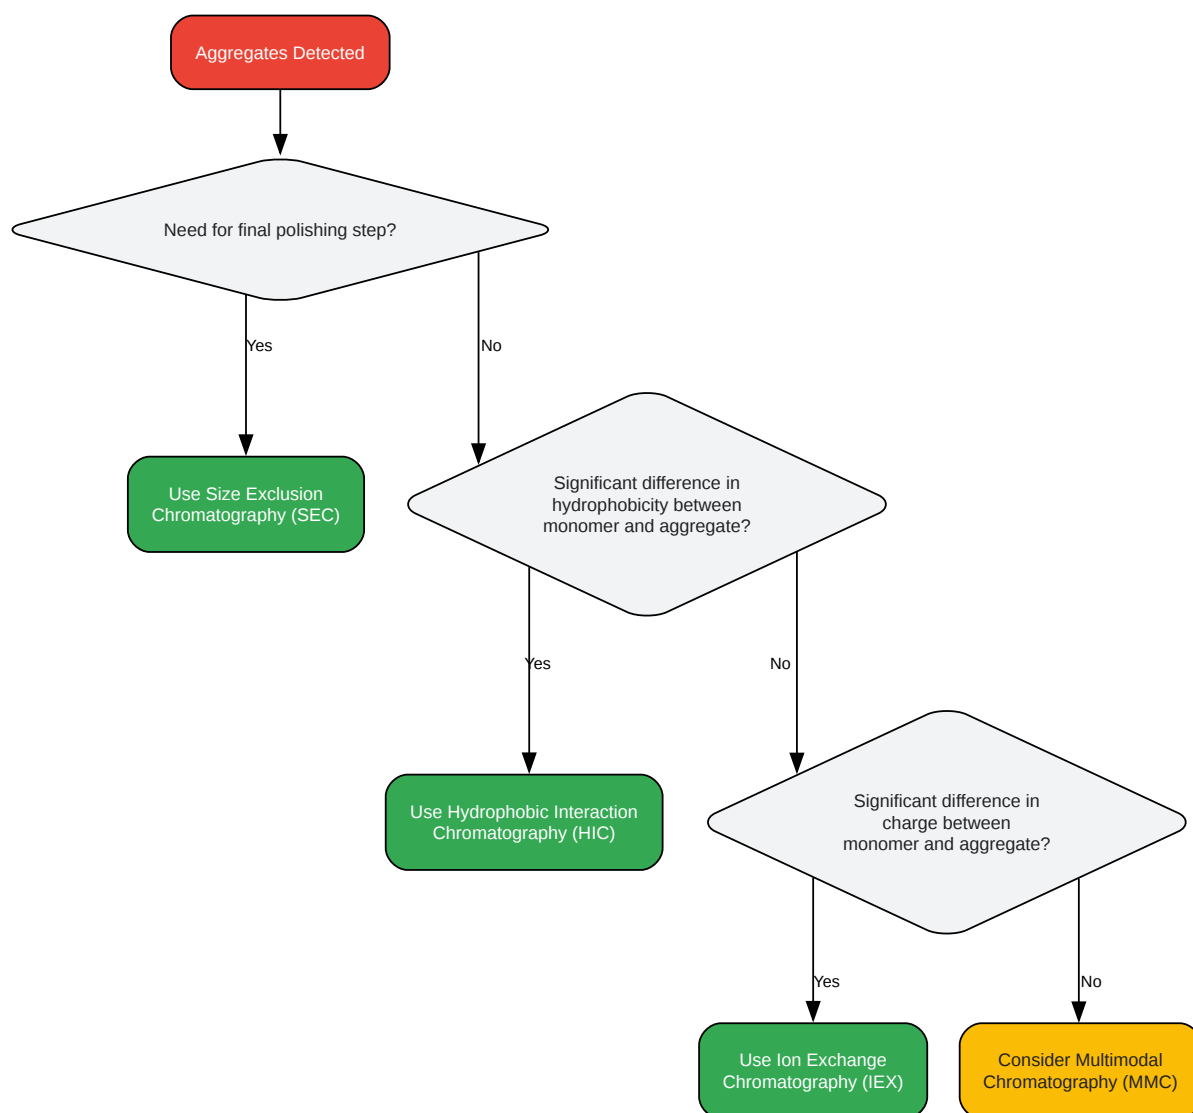 Aggregates Detected
Need for final polishing step?
Yes
No
Use Size Exclusion
Chromatography (SEC)
Significant difference in
hydrophobicity between
monomer and aggregate?
Yes
No
Use Hydrophobic Interaction
Chromatography (HIC)
Significant difference in
charge between
monomer and aggregate?
Yes
No
Use Ion Exchange
Chromatography (IEX)
Consider Multimodal
Chromatography (MMC)